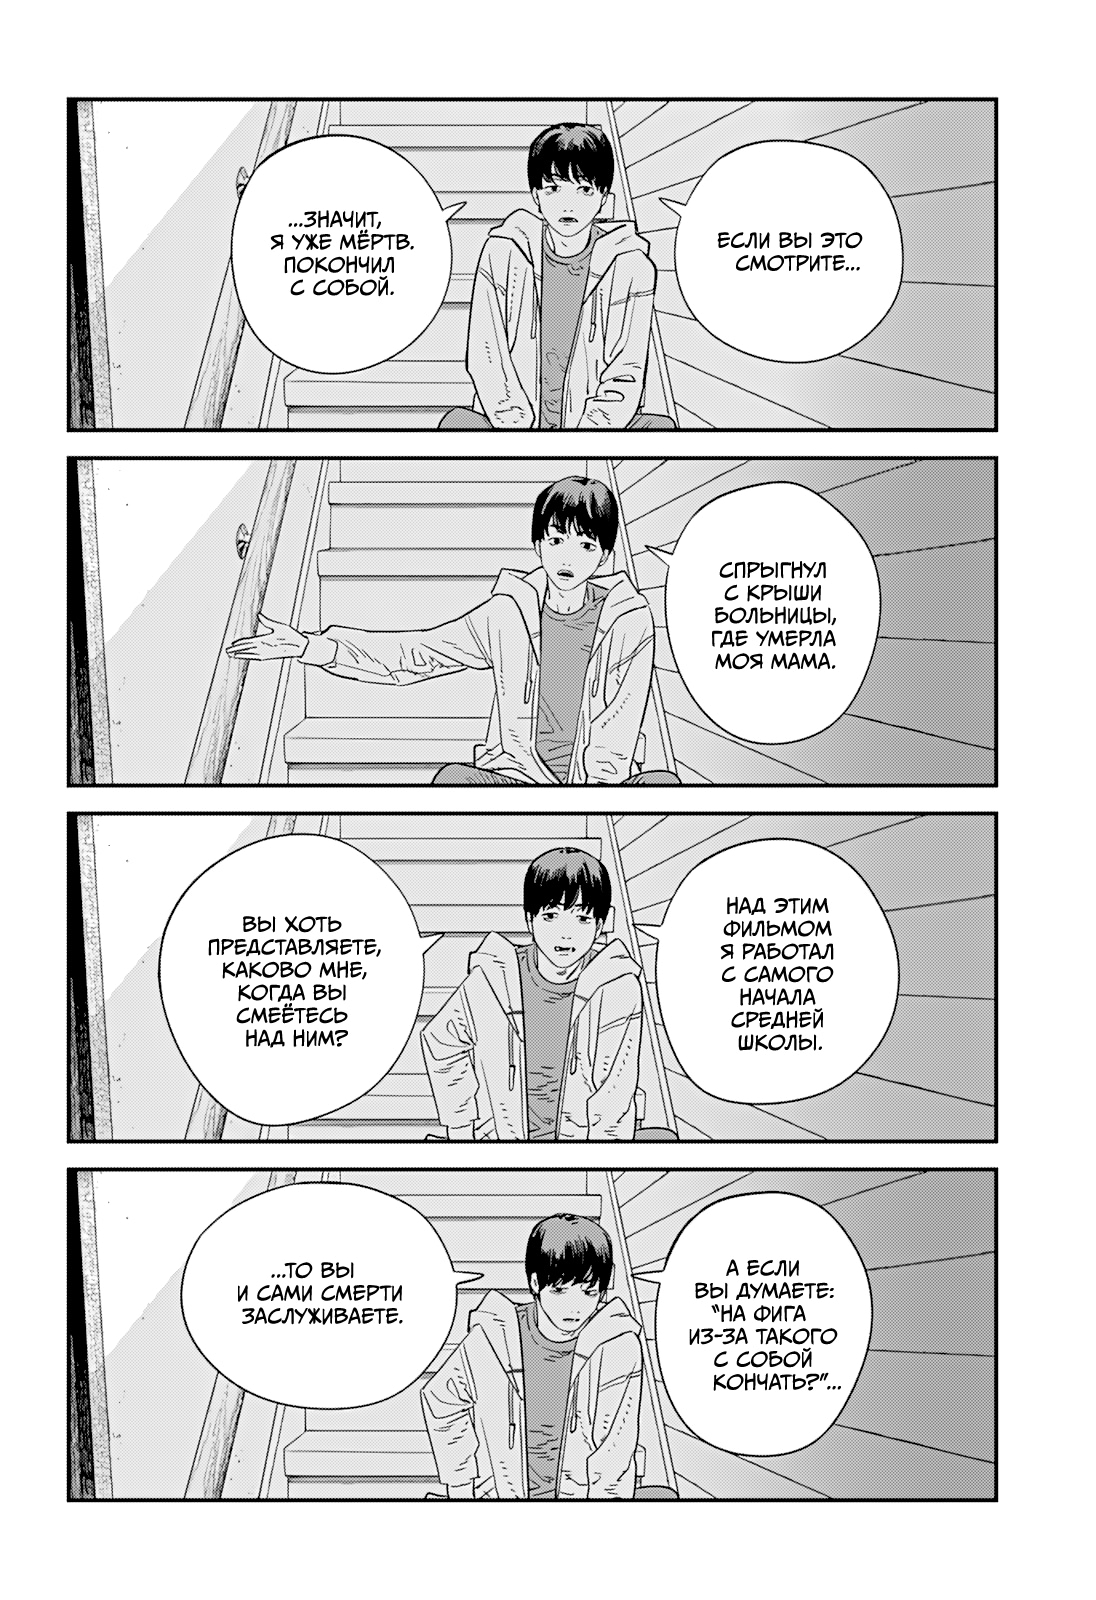 ЕСЛИ ВЫ ЭТО
СМОТРИТЕ...
...ЗНАЧИТ,
Я УЖЕ МЁРТВ.
ПОКОНЧИЛ
С СОБОЙ.
СПРЫГНУЛ
С КРЫШИ
БОЛЬНИЦЫ,
ГДЕ УМЕРЛА
МОЯ МАМА.
НАД ЭТИМ
ФИЛЬМОМ
Я РАБОТАЛ
С САМОГО
НАЧАЛА
СРЕДНЕЙ
ШКОЛЫ.
ВЫ ХОТЬ
ПРЕДСТАВЛЯЕТЕ,
КАКОВО МНЕ,
КОГДА ВЫ
СМЕЁТЕСЬ
НАД НИМ?
А ЕСЛИ
ВЫ ДУМАЕТЕ:
"НА ФИГА
ИЗ-ЗА ТАКОГО
С СОБОЙ
КОНЧАТЬ?"...
...ТО ВЫ
И САМИ СМЕРТИ
ЗАСЛУЖИВАЕТЕ.